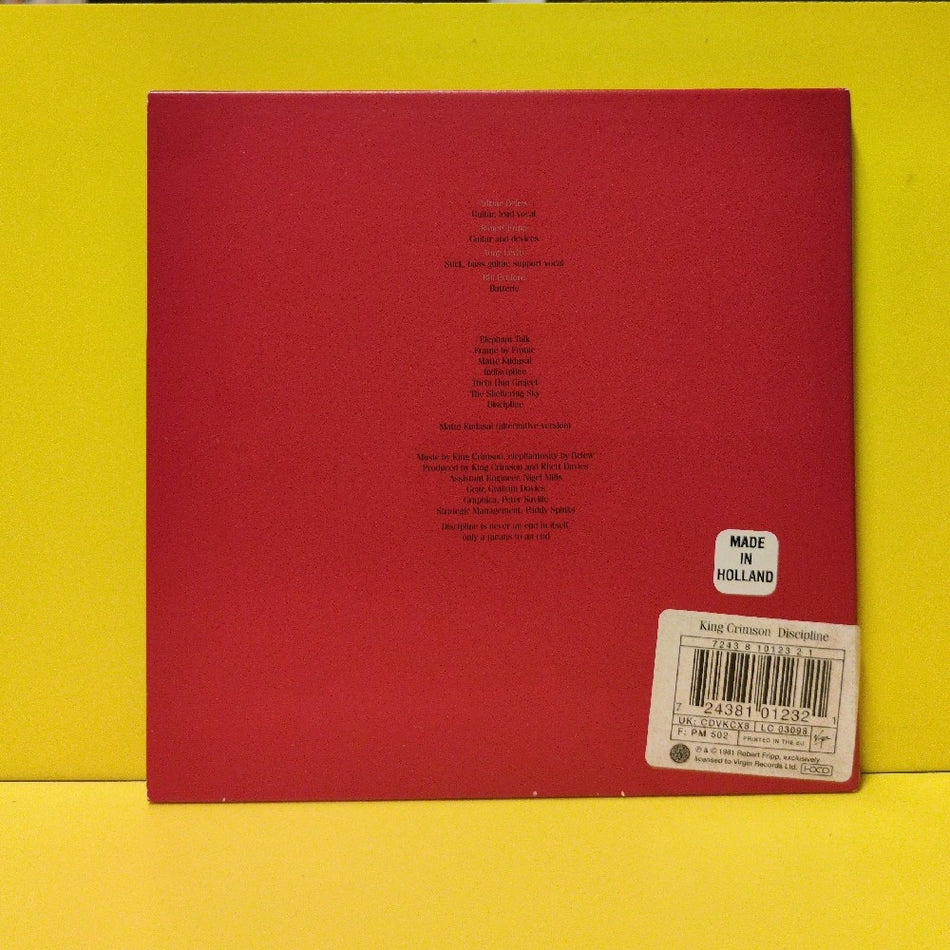 Adrian Belew
Guitar, lead vocal
Robert Fripp
Guitar and devices
Tony Levin
Stick, bass guitar, support vocal
Bill Bruford
Batterie
Elephant Talk
Frame by Frame
Matte Kudasai
Indiscipline
Thela Hun Ginjeet
The Sheltering Sky
Discipline
Matte Kudasai (alternative version)
Music by King Crimson, elephantosity by Belew
Produced by King Crimson and Rhett Davies
Assistant Engineer, Nigel Mills
Gear, Graham Davies
Graphics, Peter Saville
Strategic Management, Paddy Spinks
Discipline is never an end in itself,
only a means to an end
MADE
IN
HOLLAND
King Crimson Discipline
7243 8 10123 2 1
7 24381 01232 1
UK: CDVKCX8 LC 03098
F: PM 502 PRINTED IN THE EU Virgin
℗ & © 1981 Robert Fripp, exclusively
licensed to Virgin Records Ltd. HDCD